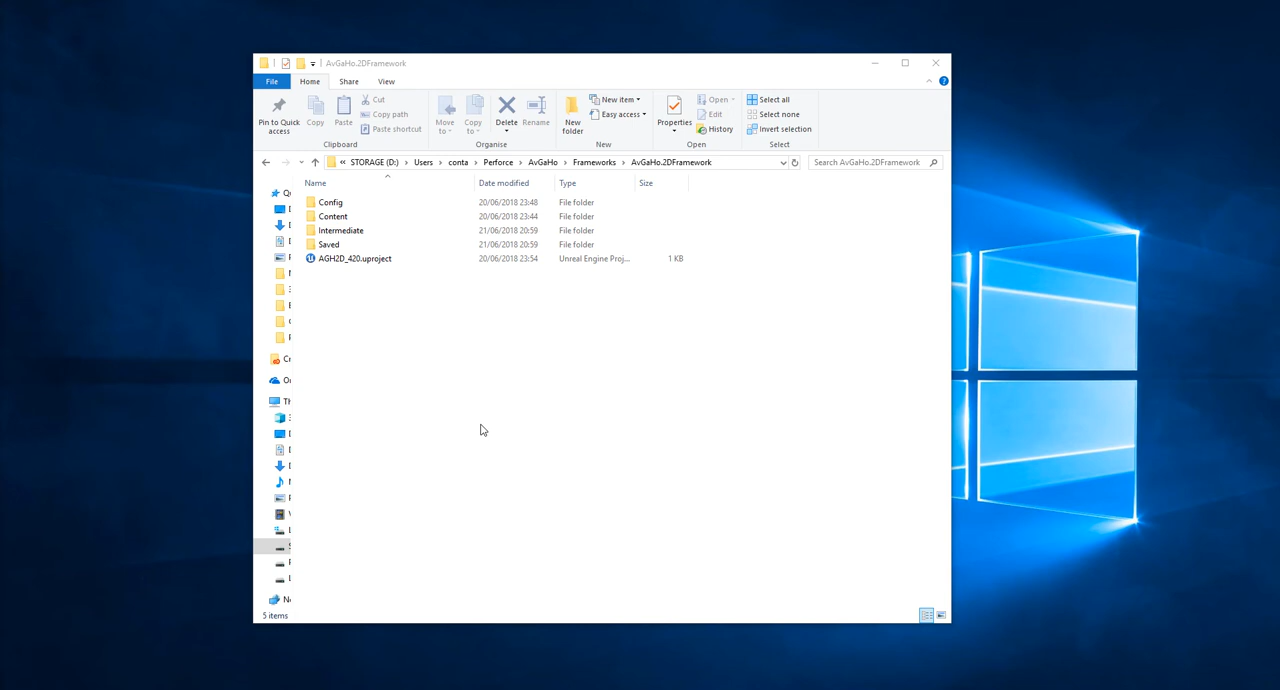 AvGaHo.2DFramework
File Home Share View
Pin to Quick access
Copy
Paste
Cut
Copy path
Paste shortcut
Clipboard
Move to
Copy to
Delete
Rename
Organise
New folder
New item
Easy access
New
Properties
Open
Edit
History
Open
Select all
Select none
Invert selection
Select
« STORAGE (D:) > Users > conta > Perforce > AvGaHo > Frameworks > AvGaHo.2DFramework
Search AvGaHo.2DFramework
Name Date modified Type Size
Config 20/06/2018 23:48 File folder
Content 20/06/2018 23:44 File folder
Intermediate 21/06/2018 20:59 File folder
Saved 21/06/2018 20:59 File folder
AGH2D_420.uproject 20/06/2018 23:54 Unreal Engine Proj... 1 KB
5 items